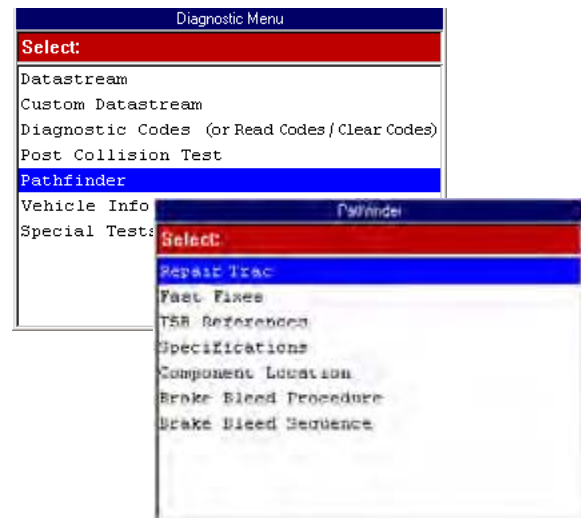 Diagnostic Menu
Select:
Datastream
Custom Datastream
Diagnostic Codes (or Read Codes / Clear Codes)
Post Collision Test
Pathfinder
Vehicle Info
Special Tests
Pathfinder
Select:
Repair Trac
Fast Fixes
TSB References
Specifications
Component Location
Brake Bleed Procedure
Brake Bleed Sequence